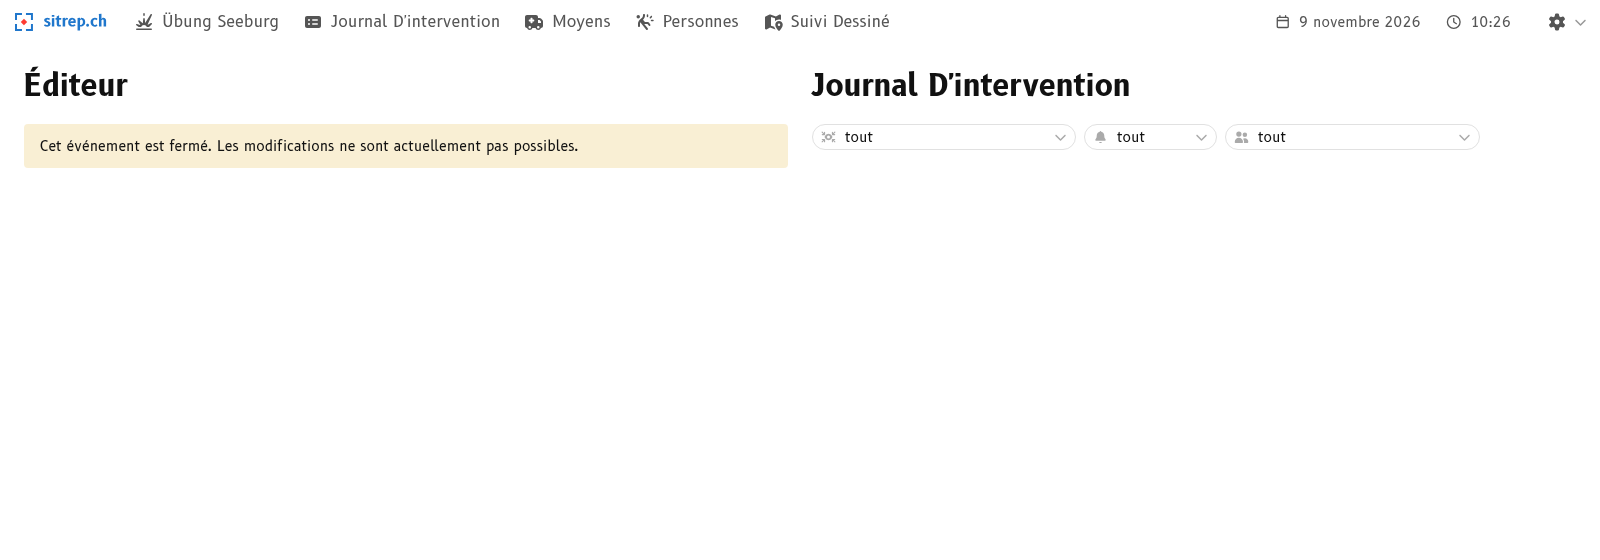 sitrep.ch Übung Seeburg Journal D'intervention Moyens Personnes Suivi Dessiné 9 novembre 2026 10:26
Éditeur
Cet événement est fermé. Les modifications ne sont actuellement pas possibles.
Journal D'intervention
tout tout tout